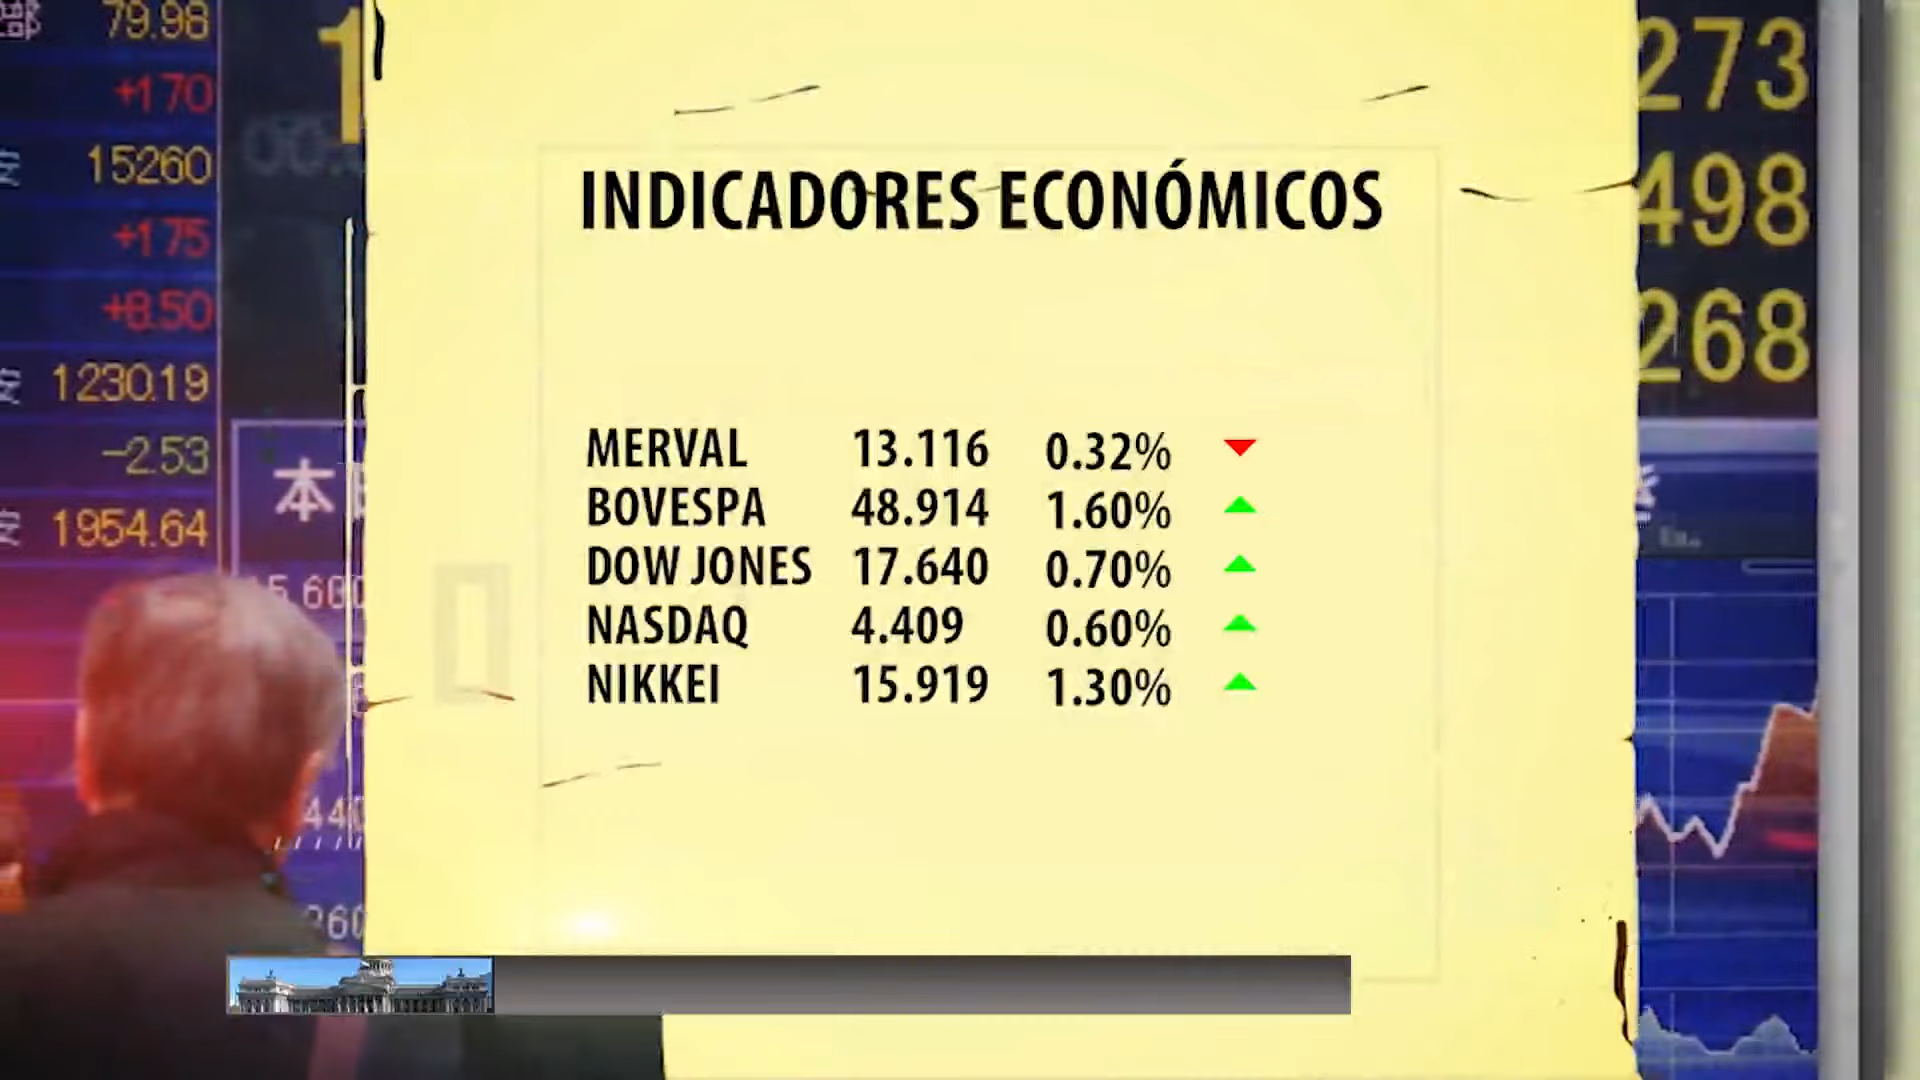 INDICADORES ECONÓMICOS
MERVAL 13.116 0.32%
BOVESPA 48.914 1.60%
DOW JONES 17.640 0.70%
NASDAQ 4.409 0.60%
NIKKEI 15.919 1.30%
79.98
+170
15260
+175
+8.50
1230.19
-2.53
1954.64
本
273
498
268